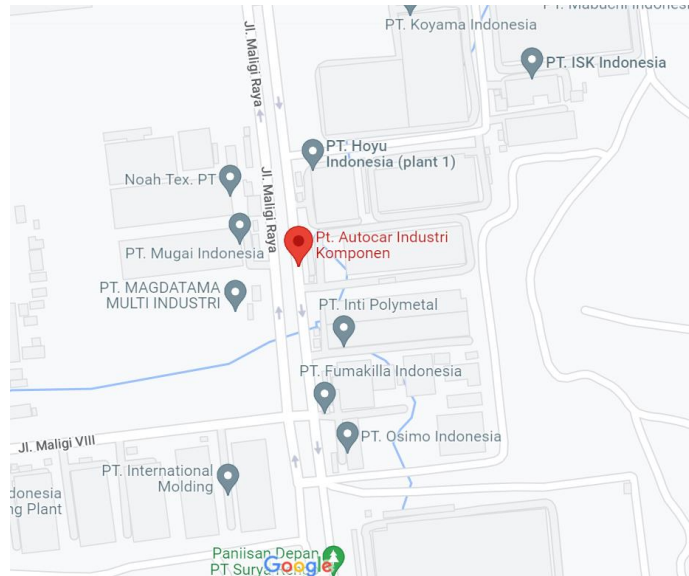 PT. Mabuchi Indonesi
PT. Koyama Indonesia
PT. ISK Indonesia
Jl. Maligi Raya
PT. Hoyu
Indonesia (plant 1)
Noah Tex. PT
Jl. Maligi Raya
Pt. Autocar Industri
Komponen
PT. Mugai Indonesia
PT. MAGDATAMA
MULTI INDUSTRI
PT. Inti Polymetal
PT. Fumakilla Indonesia
Jl. Maligi VIII
PT. Osimo Indonesia
PT. International
Molding
donesia
ng Plant
Paniisan Depan
PT Surya
Google